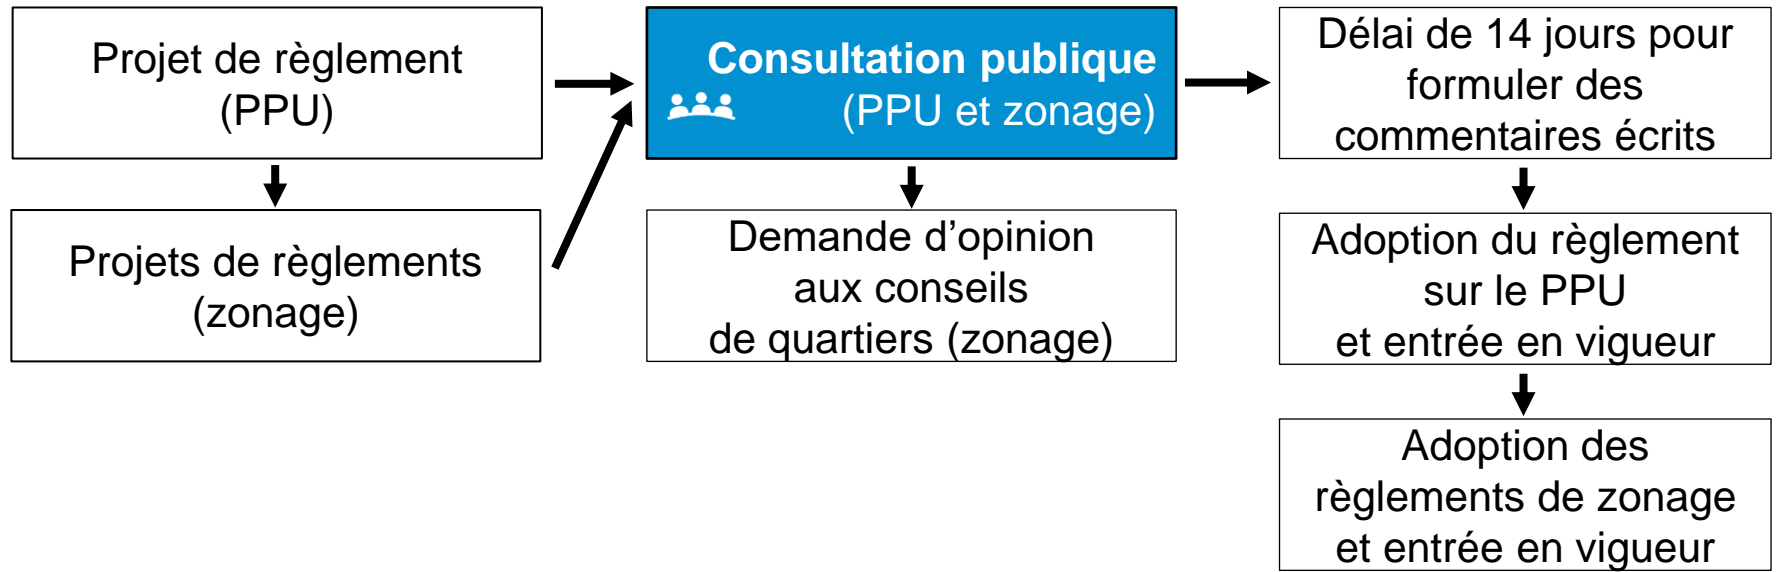 Projet de règlement
(PPU)
Projets de règlements
(zonage)
Consultation publique
(PPU et zonage)
Demande d’opinion
aux conseils
de quartiers (zonage)
Délai de 14 jours pour
formuler des
commentaires écrits
Adoption du règlement
sur le PPU
et entrée en vigueur
Adoption des
règlements de zonage
et entrée en vigueur